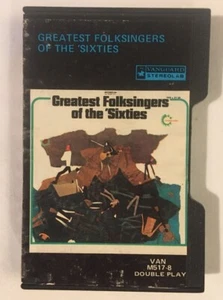 GREATEST FOLKSINGERS
OF THE 'SIXTIES
VANGUARD
STEREOLAB
Greatest Folksingers
of the 'Sixties
VAN
M517-8
DOUBLE PLAY